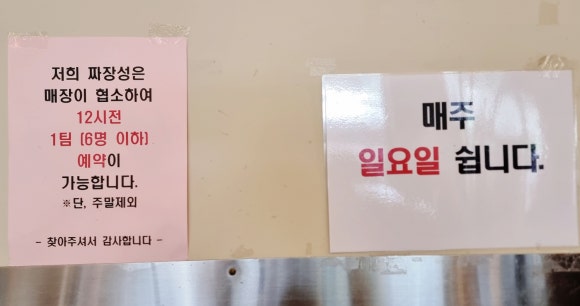 저희 짜장성은
매장이 협소하여
12시전
1팀 (6명 이하)
예약이
가능합니다.
※단, 주말제외
- 찾아주셔서 감사합니다 -
매주
일요일 쉽니다.